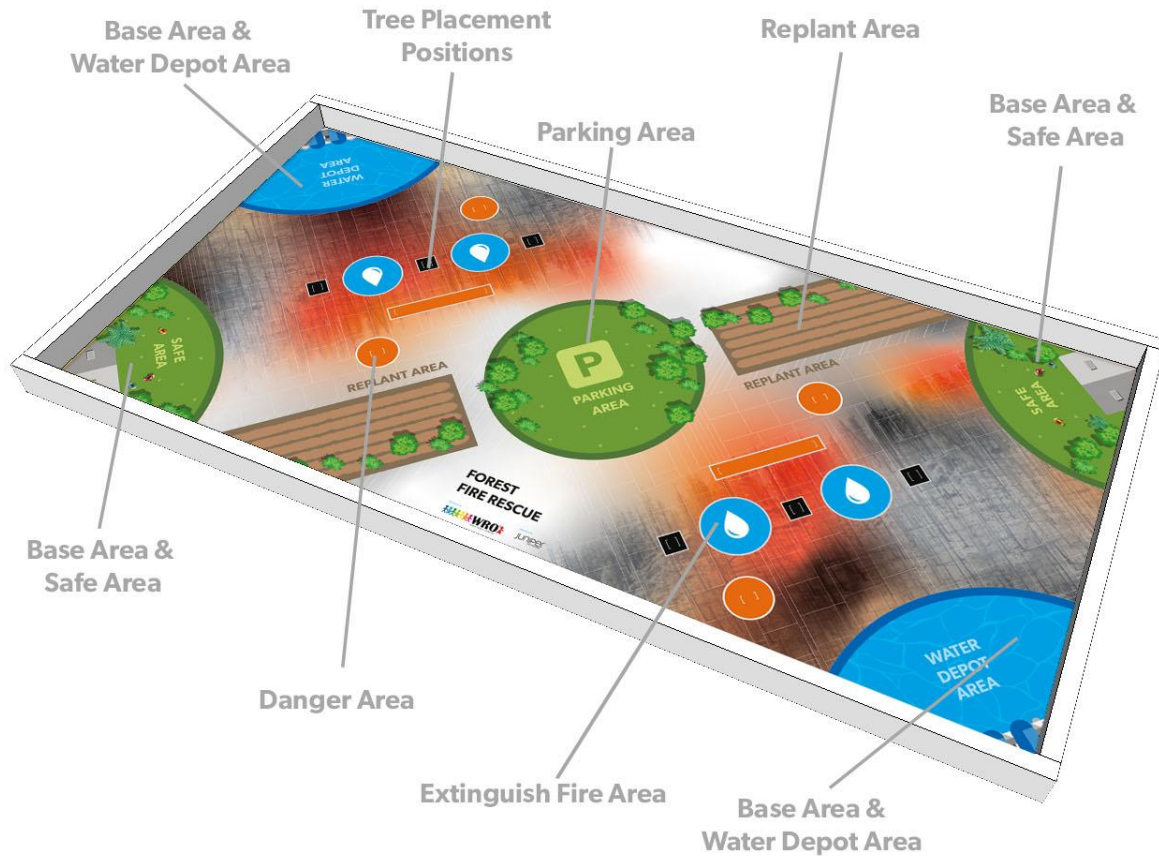 Base Area &
Water Depot Area
Tree Placement
Positions
Replant Area
Base Area &
Safe Area
Parking Area
WATER
DEPOT
AREA
SAFE
AREA
REPLANT AREA
P
PARKING
AREA
REPLANT AREA
SAFE
AREA
FOREST
FIRE RESCUE
WRO
JUNIPER
WATER
DEPOT
AREA
Base Area &
Safe Area
Danger Area
Extinguish Fire Area
Base Area &
Water Depot Area